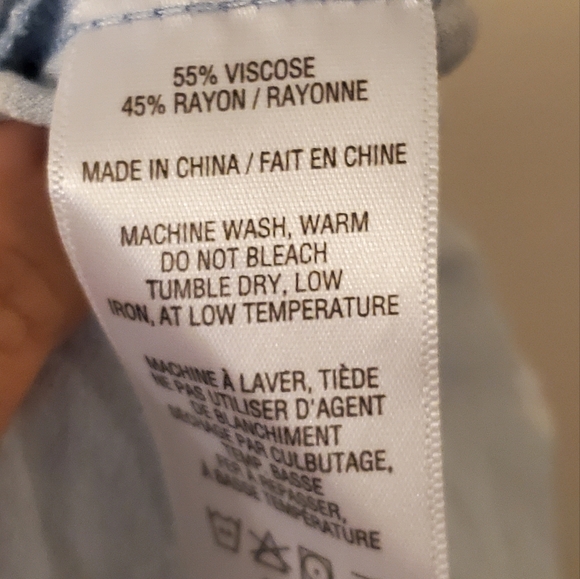 55% VISCOSE
45% RAYON / RAYONNE
MADE IN CHINA / FAIT EN CHINE
MACHINE WASH, WARM
DO NOT BLEACH
TUMBLE DRY, LOW
IRON, AT LOW TEMPERATURE
MACHINE À LAVER, TIÈDE
NE PAS UTILISER D'AGENT
DE BLANCHIMENT
SÉCHAGE PAR CULBUTAGE,
TEMP. BASSE
FER À REPASSER,
À BASSE TEMPÉRATURE